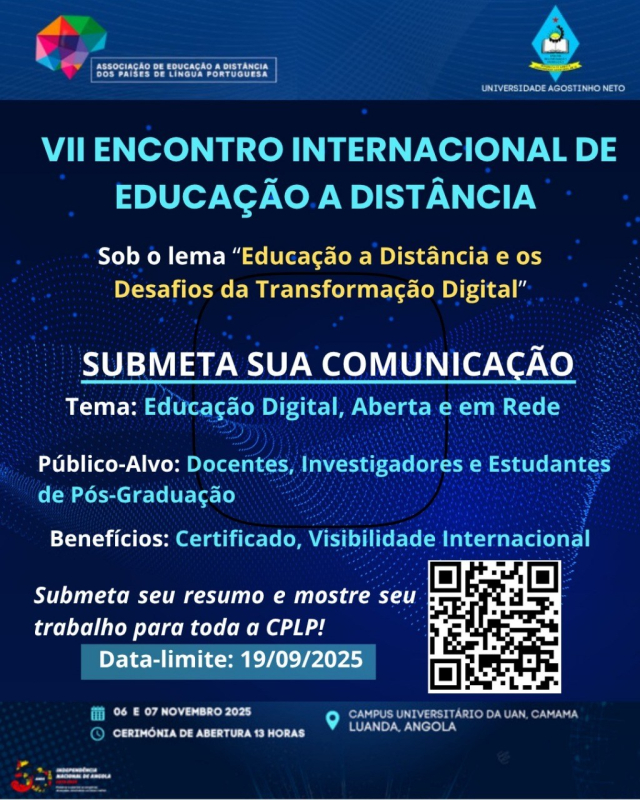 ASSOCIAÇÃO DE EDUCAÇÃO A DISTÂNCIA
DOS PAÍSES DE LÍNGUA PORTUGUESA
UNIVERSIDADE AGOSTINHO NETO
VII ENCONTRO INTERNACIONAL DE
EDUCAÇÃO A DISTÂNCIA
Sob o lema “Educação a Distância e os
Desafios da Transformação Digital”
SUBMETA SUA COMUNICAÇÃO
Tema: Educação Digital, Aberta e em Rede
Público-Alvo: Docentes, Investigadores e Estudantes
de Pós-Graduação
Benefícios: Certificado, Visibilidade Internacional
Submeta seu resumo e mostre seu
trabalho para toda a CPLP!
Data-limite: 19/09/2025
06 E 07 NOVEMBRO 2025
CERIMÓNIA DE ABERTURA 13 HORAS
CAMPUS UNIVERSITÁRIO DA UAN, CAMAMA
LUANDA, ANGOLA
INDEPENDÊNCIA
NACIONAL DE ANGOLA